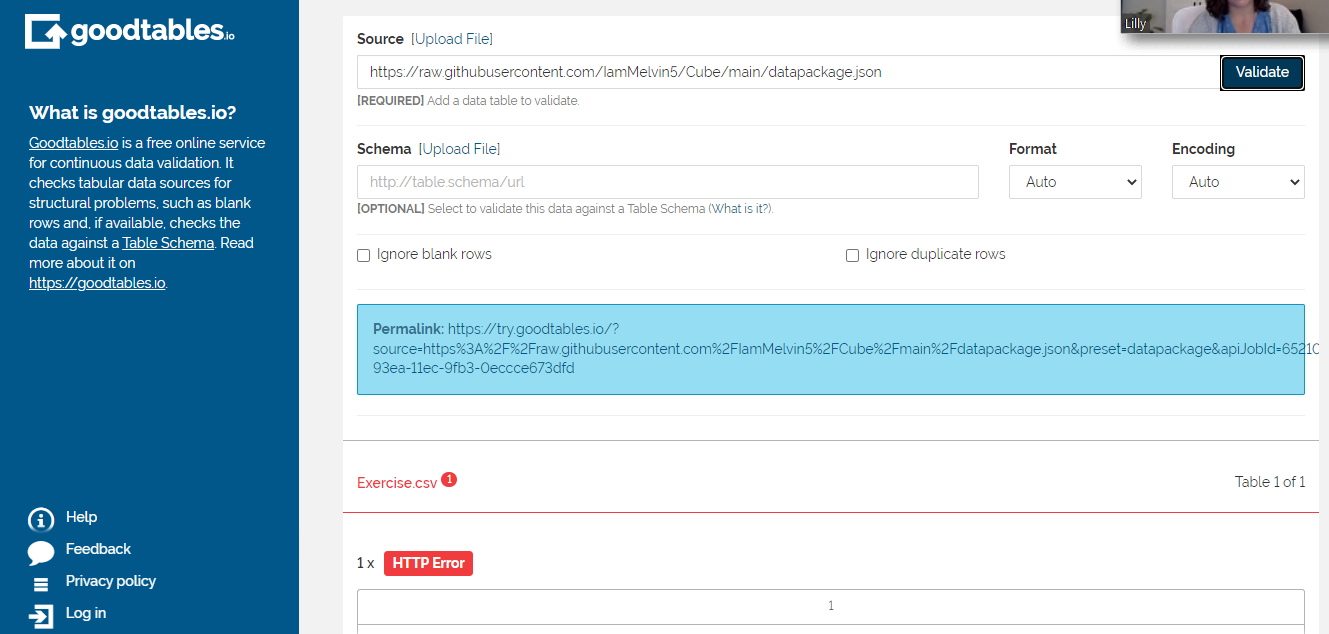 goodtables.io
What is goodtables.io?
Goodtables.io is a free online service
for continuous data validation. It
checks tabular data sources for
structural problems, such as blank
rows and, if available, checks the
data against a Table Schema. Read
more about it on
https://goodtables.io.
Help
Feedback
Privacy policy
Log in
Lilly
Source [Upload File]
https://raw.githubusercontent.com/IamMelvin5/Cube/main/datapackage.json
Validate
[REQUIRED] Add a data table to validate.
Schema [Upload File]
Format
Encoding
http://table.schema/url
Auto
Auto
[OPTIONAL] Select to validate this data against a Table Schema (What is it?).
Ignore blank rows
Ignore duplicate rows
Permalink: https://try.goodtables.io/?
source=https%3A%2F%2Fraw.githubusercontent.com%2FIamMelvin5%2FCube%2Fmain%2Fdatapackage.json&preset=datapackage&apiJobId=6521
93ea-11ec-9fb3-0eccce673dfd
Exercise.csv 1
Table 1 of 1
1 x HTTP Error
1